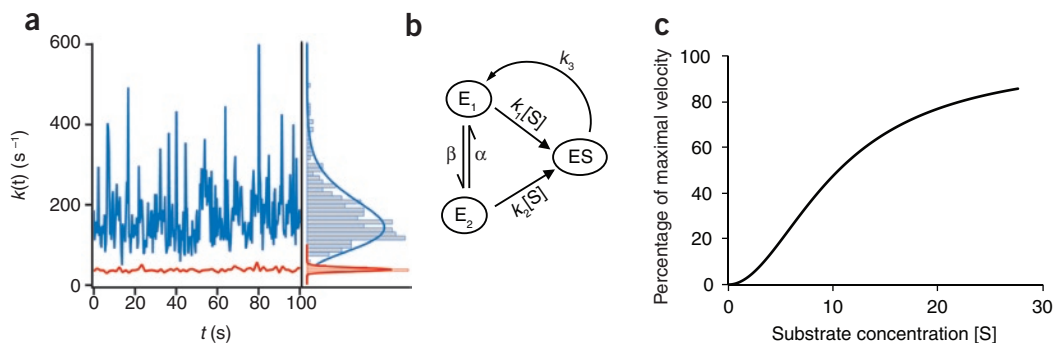 a
k(t) (s⁻¹)
600
400
200
0
0 20 40 60 80 100
t (s)
b
k₃
E₁
k₁[S]
β α
ES
E₂
k₂[S]
c
Percentage of maximal velocity
100
80
60
40
20
0
0 10 20 30
Substrate concentration [S]